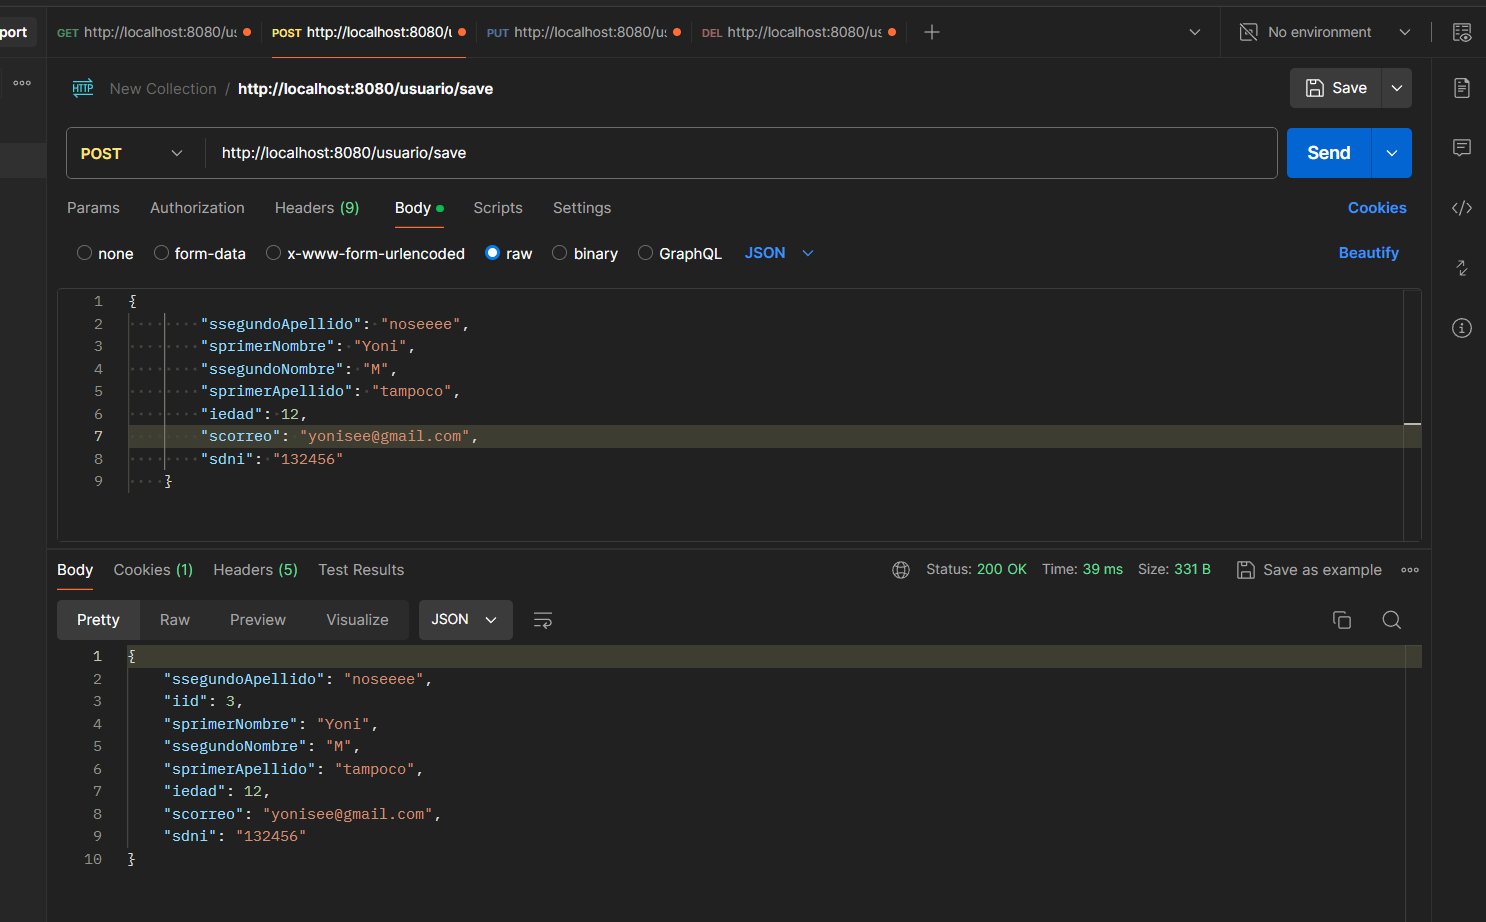 port
GET http://localhost:8080/us
POST http://localhost:8080/u
PUT http://localhost:8080/us
DEL http://localhost:8080/us
No environment
HTTP New Collection / http://localhost:8080/usuario/save
Save
POST http://localhost:8080/usuario/save
Send
Params Authorization Headers (9) Body Scripts Settings Cookies
none form-data x-www-form-urlencoded raw binary GraphQL JSON Beautify
1 {
2 "ssegundoApellido": "noseeee",
3 "sprimerNombre": "Yoni",
4 "ssegundoNombre": "M",
5 "sprimerApellido": "tampoco",
6 "iedad": 12,
7 "scorreo": "yonisee@gmail.com",
8 "sdni": "132456"
9 }
Body Cookies (1) Headers (5) Test Results Status: 200 OK Time: 39 ms Size: 331 B Save as example
Pretty Raw Preview Visualize JSON
1 {
2 "ssegundoApellido": "noseeee",
3 "iid": 3,
4 "sprimerNombre": "Yoni",
5 "ssegundoNombre": "M",
6 "sprimerApellido": "tampoco",
7 "iedad": 12,
8 "scorreo": "yonisee@gmail.com",
9 "sdni": "132456"
10 }